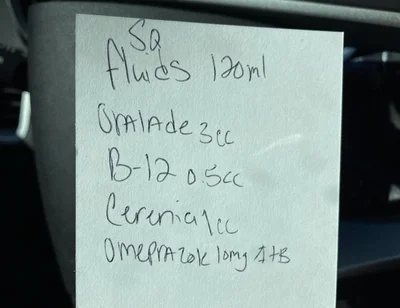 SQ
Fluids 120ml
Oralade 3cc
B-12 0.5cc
Cerenia 1cc
Omeprazole 10mg 1 tB